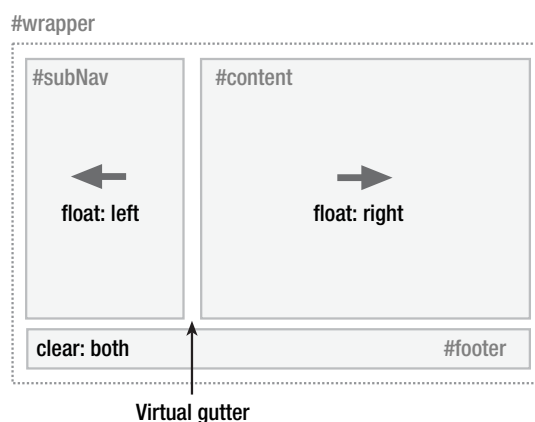 #wrapper
#subNav
#content
float: left
float: right
clear: both
#footer
Virtual gutter